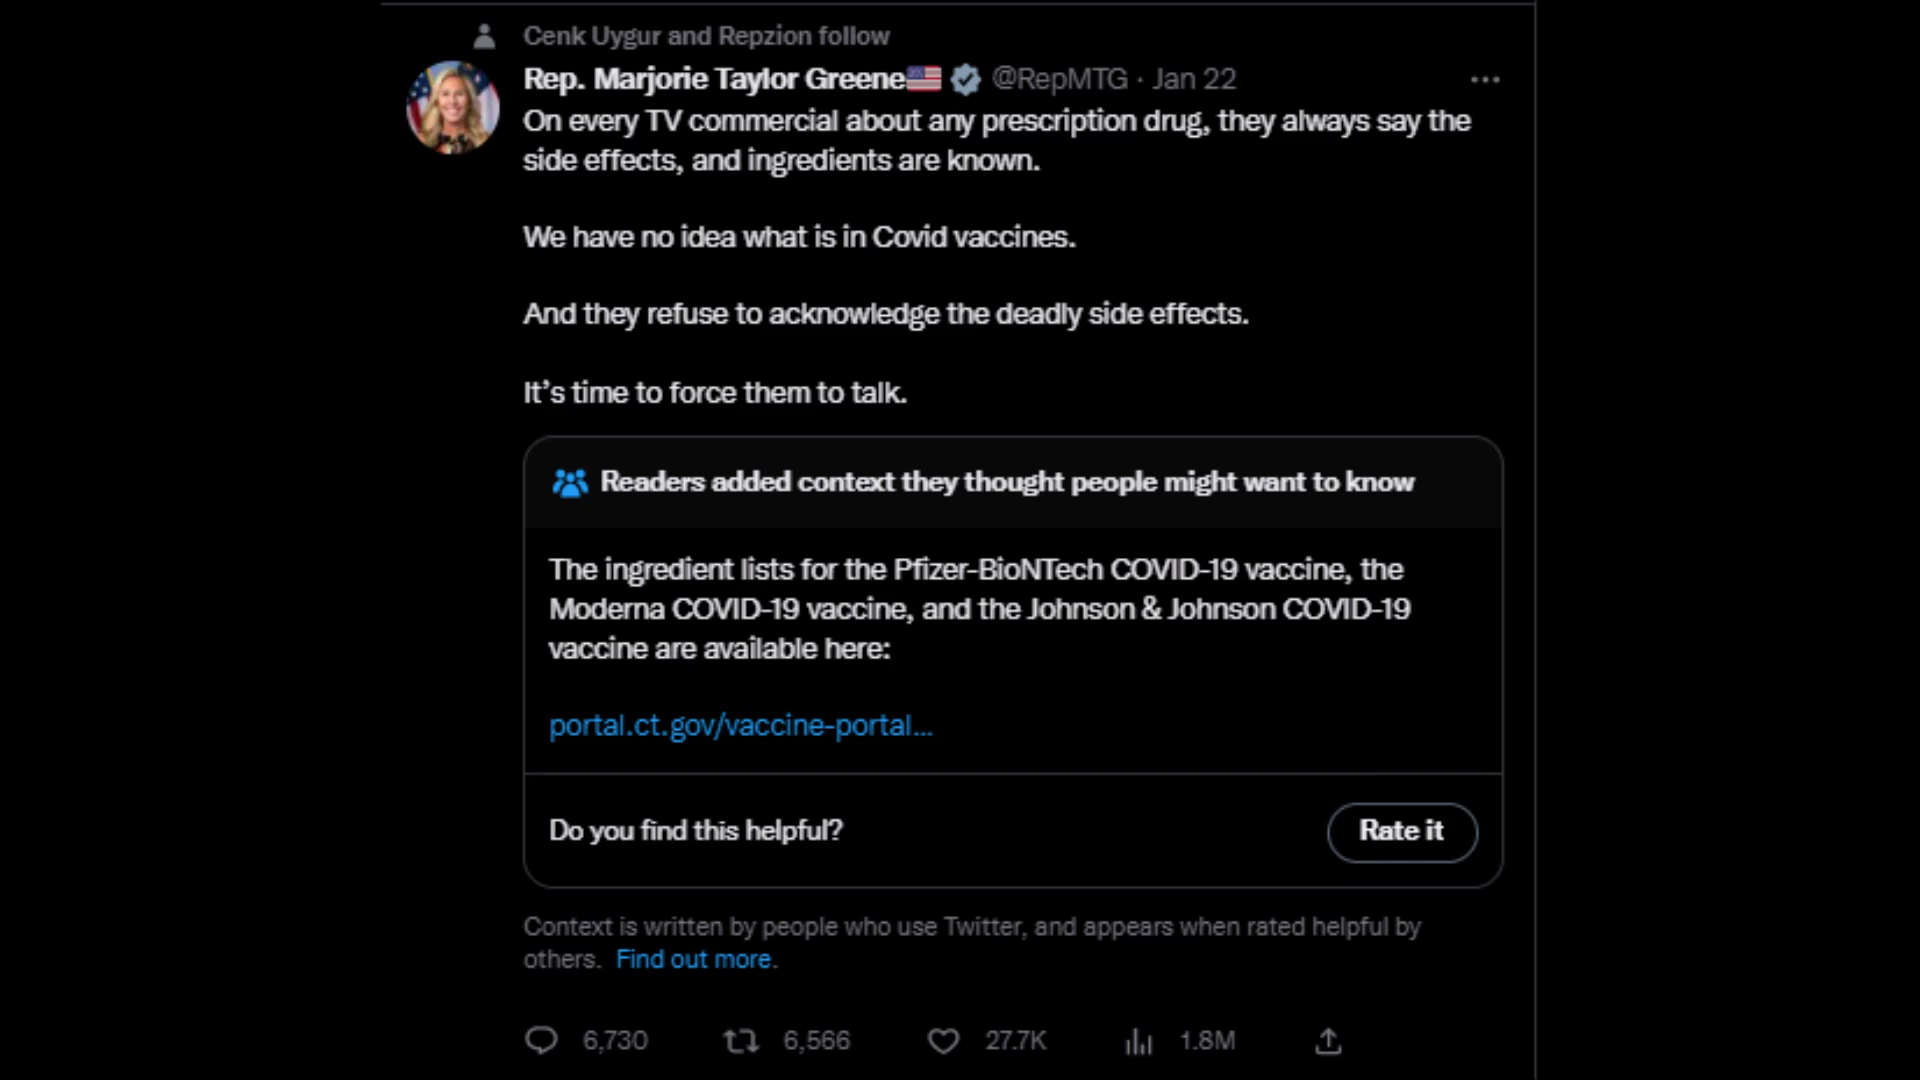 Cenk Uygur and Repzion follow
Rep. Marjorie Taylor Greene🇺🇸 @RepMTG · Jan 22
On every TV commercial about any prescription drug, they always say the
side effects, and ingredients are known.
We have no idea what is in Covid vaccines.
And they refuse to acknowledge the deadly side effects.
It’s time to force them to talk.
Readers added context they thought people might want to know
The ingredient lists for the Pfizer-BioNTech COVID-19 vaccine, the
Moderna COVID-19 vaccine, and the Johnson & Johnson COVID-19
vaccine are available here:
portal.ct.gov/vaccine-portal...
Do you find this helpful?
Rate it
Context is written by people who use Twitter, and appears when rated helpful by
others. Find out more.
6,730 6,566 27.7K 1.8M